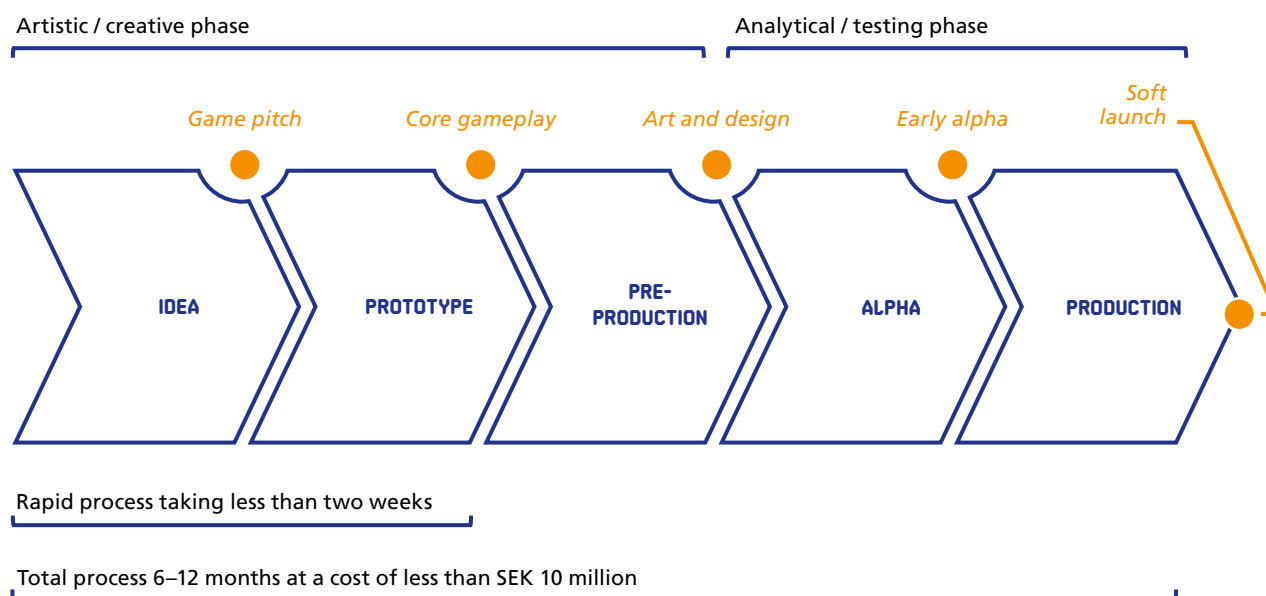 Artistic / creative phase
Analytical / testing phase
Game pitch
Core gameplay
Art and design
Early alpha
Soft
launch
IDEA
PROTOTYPE
PRE-
PRODUCTION
ALPHA
PRODUCTION
Rapid process taking less than two weeks
Total process 6–12 months at a cost of less than SEK 10 million